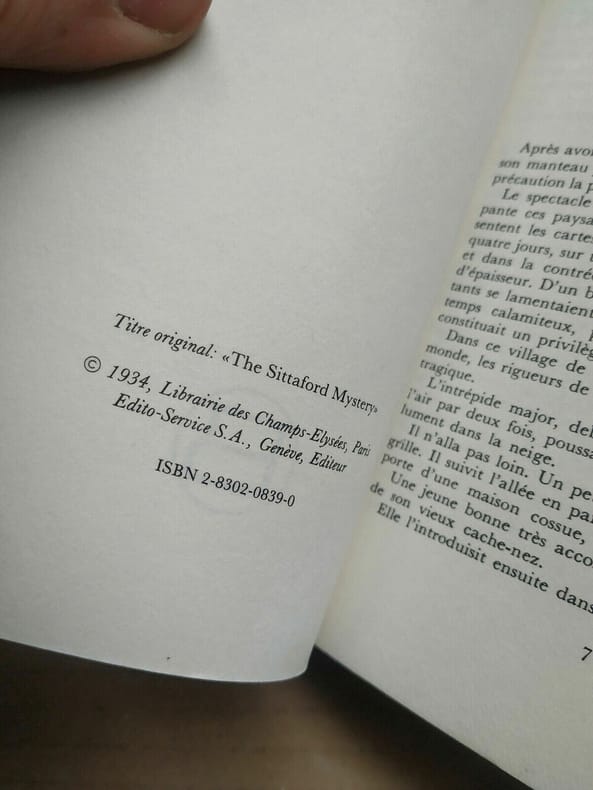 Titre original: «The Sittaford Mystery»
© 1934, Librairie des Champs-Elysées, Paris
Edito-Service S.A., Genève, Editeur
ISBN 2-8302-0839-0
Après avoi
son manteau
précaution la p
Le spectacle
pante ces paysa
sentent les carte
quatre jours, sur
et dans la contrée
d'épaisseur. D'un b
tants se lamentaient
temps calamiteux,
constituait un privilèg
Dans ce village de
monde, les rigueurs de
tragique.
L'intrépide major, del
l'air par deux fois, poussa
lument dans la neige.
Il n'alla pas loin. Un pe
grille. Il suivit l'allée en pa
porte d'une maison cossue,
Une jeune bonne très acco
de son vieux cache-nez.
Elle l'introduisit ensuite dans
7